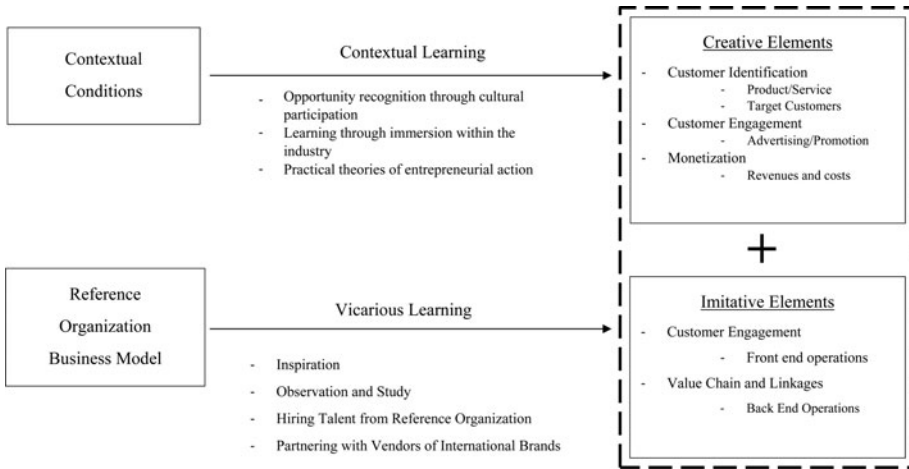 Contextual
Conditions
Contextual Learning
- Opportunity recognition through cultural
participation
- Learning through immersion within the
industry
- Practical theories of entrepreneurial action
Creative Elements
- Customer Identification
- Product/Service
- Target Customers
- Customer Engagement
- Advertising/Promotion
- Monetization
- Revenues and costs
+
Reference
Organization
Business Model
Vicarious Learning
- Inspiration
- Observation and Study
- Hiring Talent from Reference Organization
- Partnering with Vendors of International Brands
Imitative Elements
- Customer Engagement
- Front end operations
- Value Chain and Linkages
- Back End Operations